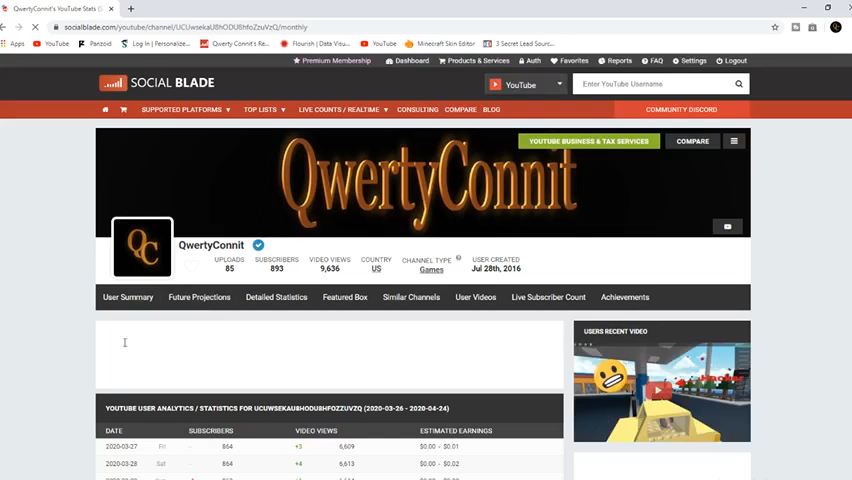 QwertyConnit's YouTube Stats (S
socialblade.com/youtube/channel/UCUwsekaU8hODU8hfoZzuVzQ/monthly
Apps YouTube Panzoid Log In | Personalize... Qwerty Connit's Re... Flourish | Data Visu... YouTube Minecraft Skin Editor 3 Secret Lead Sourc...
Premium Membership Dashboard Products & Services Auth Favorites Reports FAQ Settings Logout
SOCIAL BLADE YouTube Enter YouTube Username
SUPPORTED PLATFORMS TOP LISTS LIVE COUNTS / REALTIME CONSULTING COMPARE BLOG COMMUNITY DISCORD
YOUTUBE BUSINESS & TAX SERVICES COMPARE
QwertyConnit
QC
QwertyConnit
UPLOADS SUBSCRIBERS VIDEO VIEWS COUNTRY CHANNEL TYPE USER CREATED
85 893 9,636 US Games Jul 28th, 2016
User Summary Future Projections Detailed Statistics Featured Box Similar Channels User Videos Live Subscriber Count Achievements
USERS RECENT VIDEO
YOUTUBE USER ANALYTICS / STATISTICS FOR UCUWSEKAU8HODU8HFOZZUVZQ (2020-03-26 - 2020-04-24)
DATE SUBSCRIBERS VIDEO VIEWS ESTIMATED EARNINGS
2020-03-27 Fri -- 864 +3 6,609 $0.00 - $0.01
2020-03-28 Sat -- 864 +4 6,613 $0.00 - $0.02